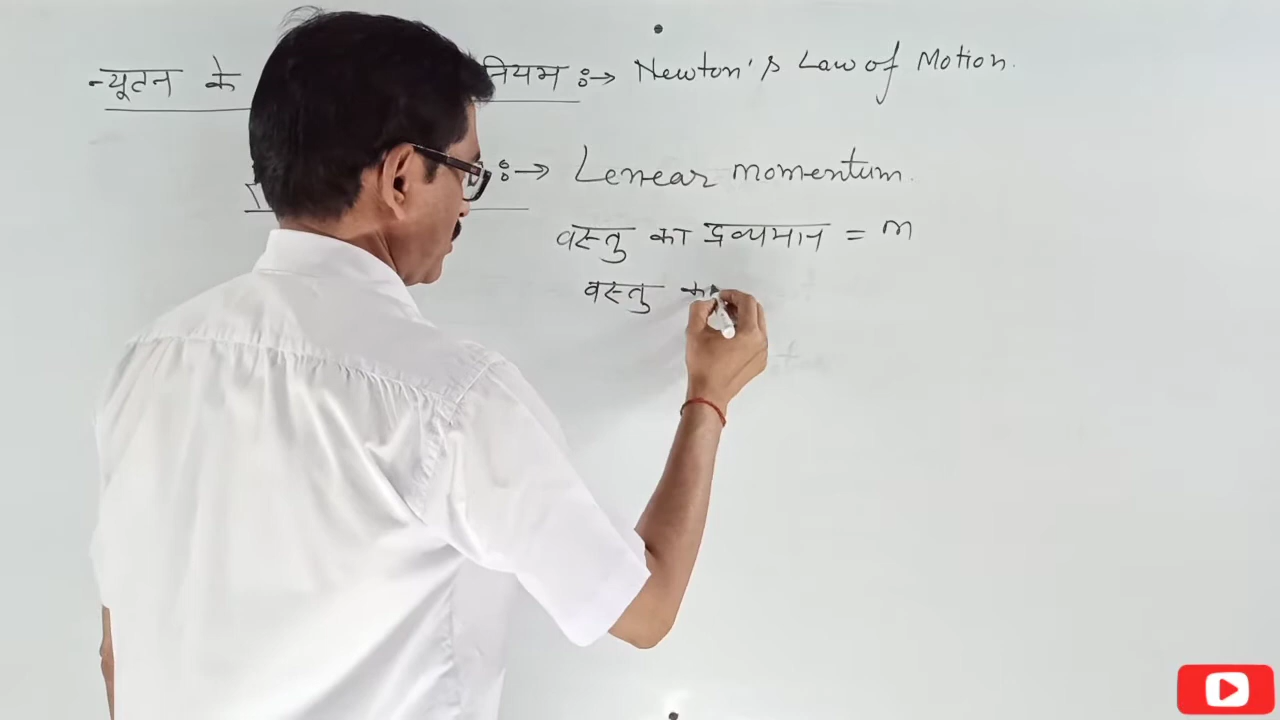 न्यूटन के नियम :→ Newton's Law of Motion.
:→ Lenear momentum.
वस्तु का द्रव्यमान = m
वस्तु